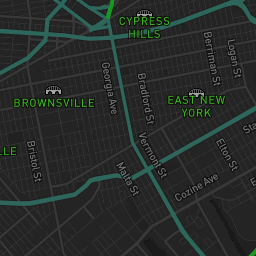 CYPRESS
HILLS
Logan St
Berriman St
Georgia Ave
Bradford St
BROWNSVILLE
EAST NEW
YORK
Sta
LLE
Bristol St
Vermont St
Elton St
Malta St
Cozine Ave